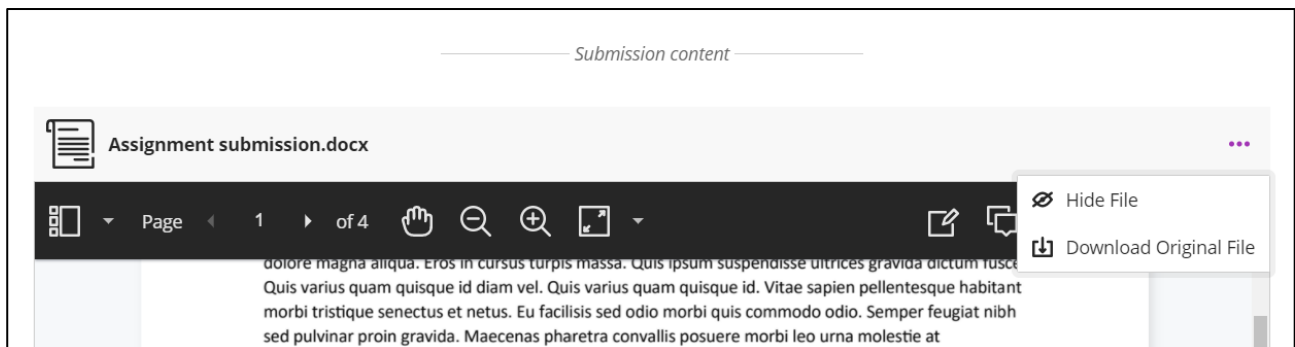 Submission content
Assignment submission.docx
Hide File
Page 1 of 4
Download Original File
dolore magna aliqua. Eros in cursus turpis massa. Quis ipsum suspendisse ultrices gravida dictum fusce
Quis varius quam quisque id diam vel. Quis varius quam quisque id. Vitae sapien pellentesque habitant
morbi tristique senectus et netus. Eu facilisis sed odio morbi quis commodo odio. Semper feugiat nibh
sed pulvinar proin gravida. Maecenas pharetra convallis posuere morbi leo urna molestie at